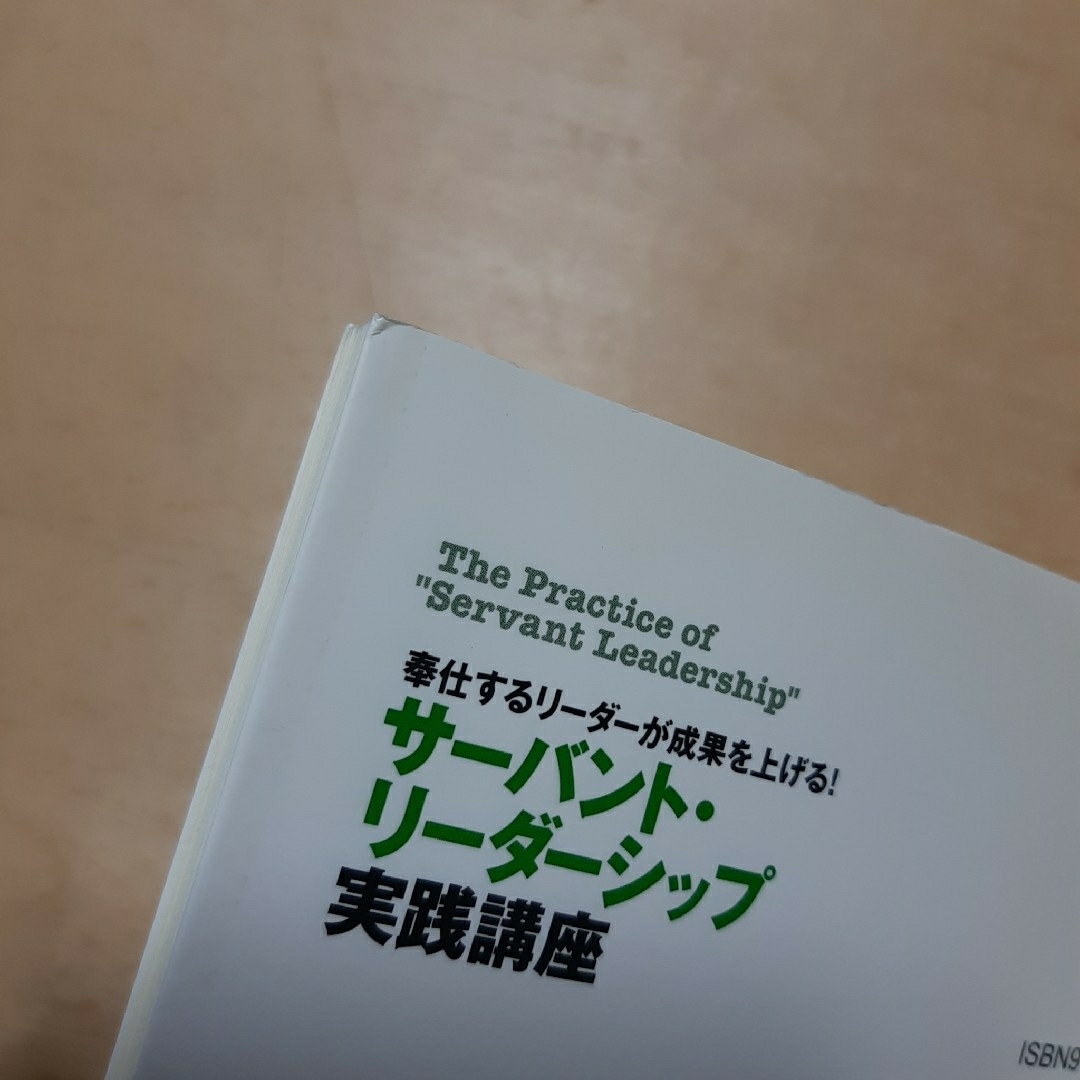 The Practice of
"Servant Leadership"
奉仕するリーダーが成果を上げる!
サーバント・
リーダーシップ
実践講座
ISBN9